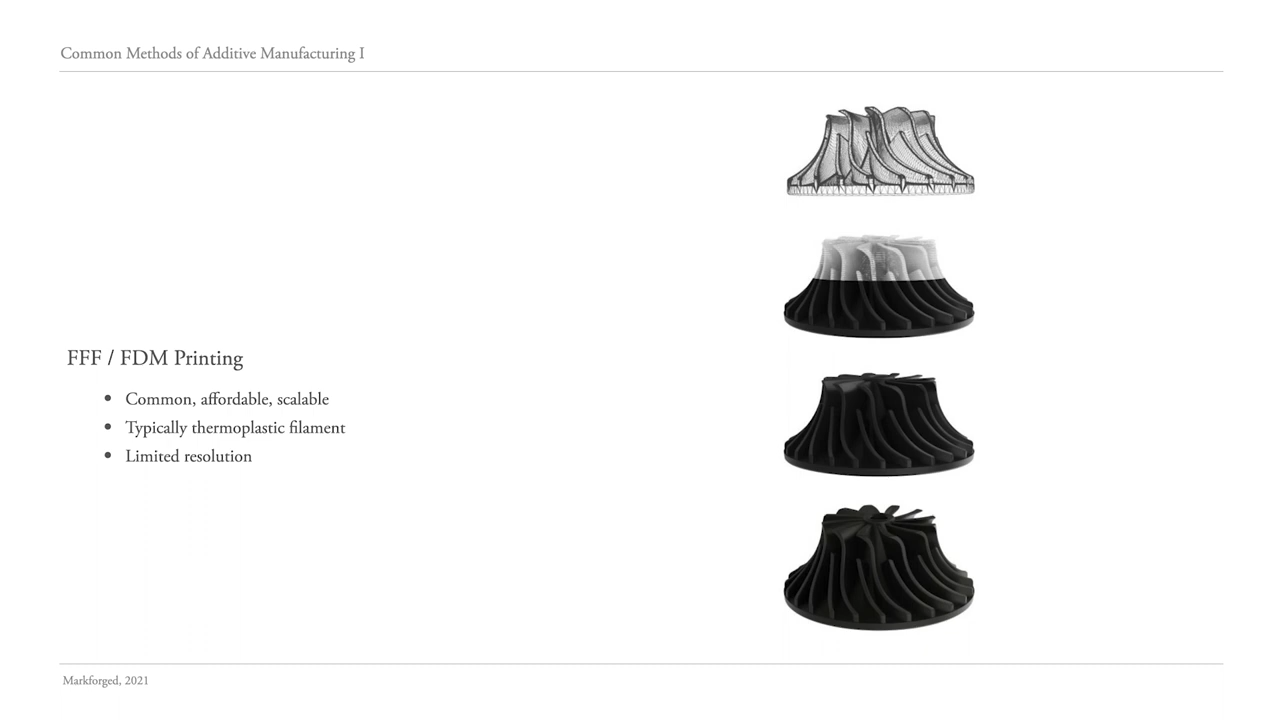 Common Methods of Additive Manufacturing I
FFF / FDM Printing
• Common, affordable, scalable
• Typically thermoplastic filament
• Limited resolution
Markforged, 2021